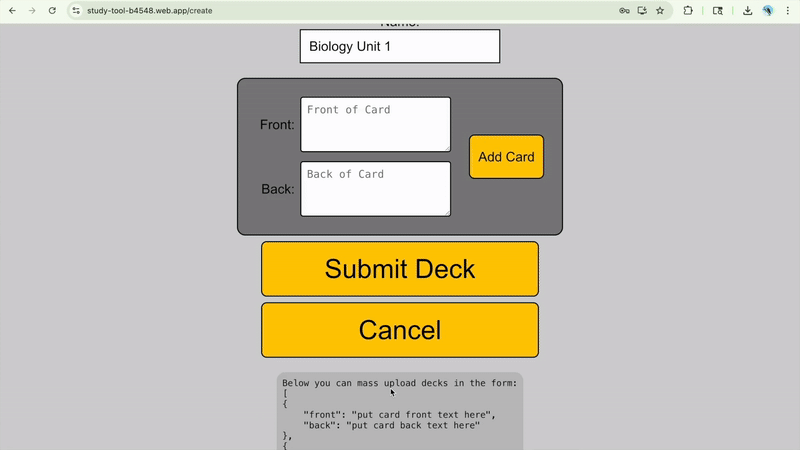 study-tool-b4548.web.app/create
Name:
Biology Unit 1
Front:
Front of Card
Add Card
Back:
Back of Card
Submit Deck
Cancel
Below you can mass upload decks in the form:
[
{
"front": "put card front text here",
"back": "put card back text here"
},
{